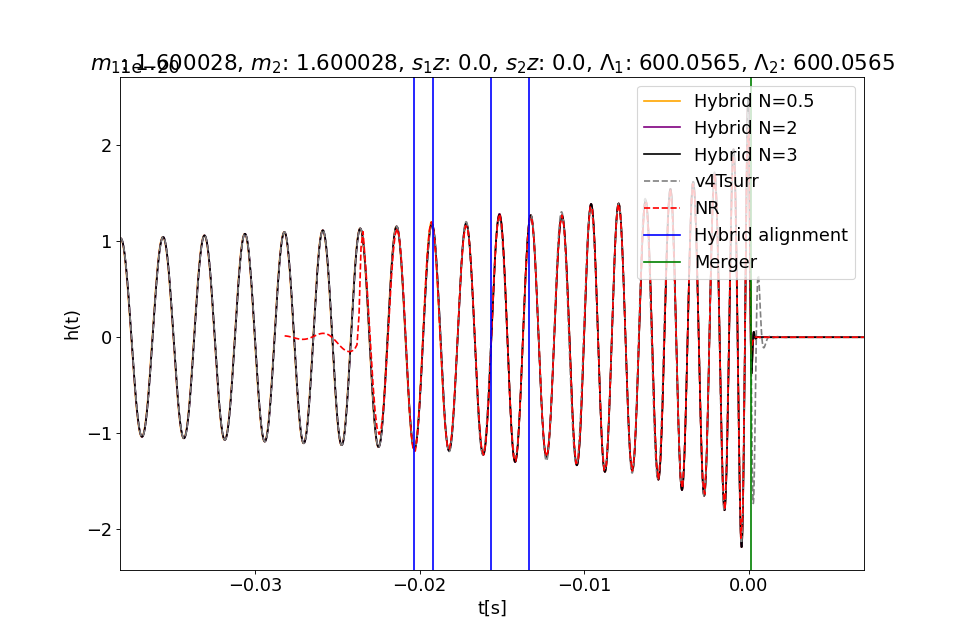 m₁: 1.600028, m₂: 1.600028, s₁z: 0.0, s₂z: 0.0, Λ₁: 600.0565, Λ₂: 600.0565
1e−20
Hybrid N=0.5
Hybrid N=2
Hybrid N=3
v4Tsurr
NR
Hybrid alignment
Merger
2
1
0
−1
−2
h(t)
−0.03
−0.02
−0.01
0.00
t[s]